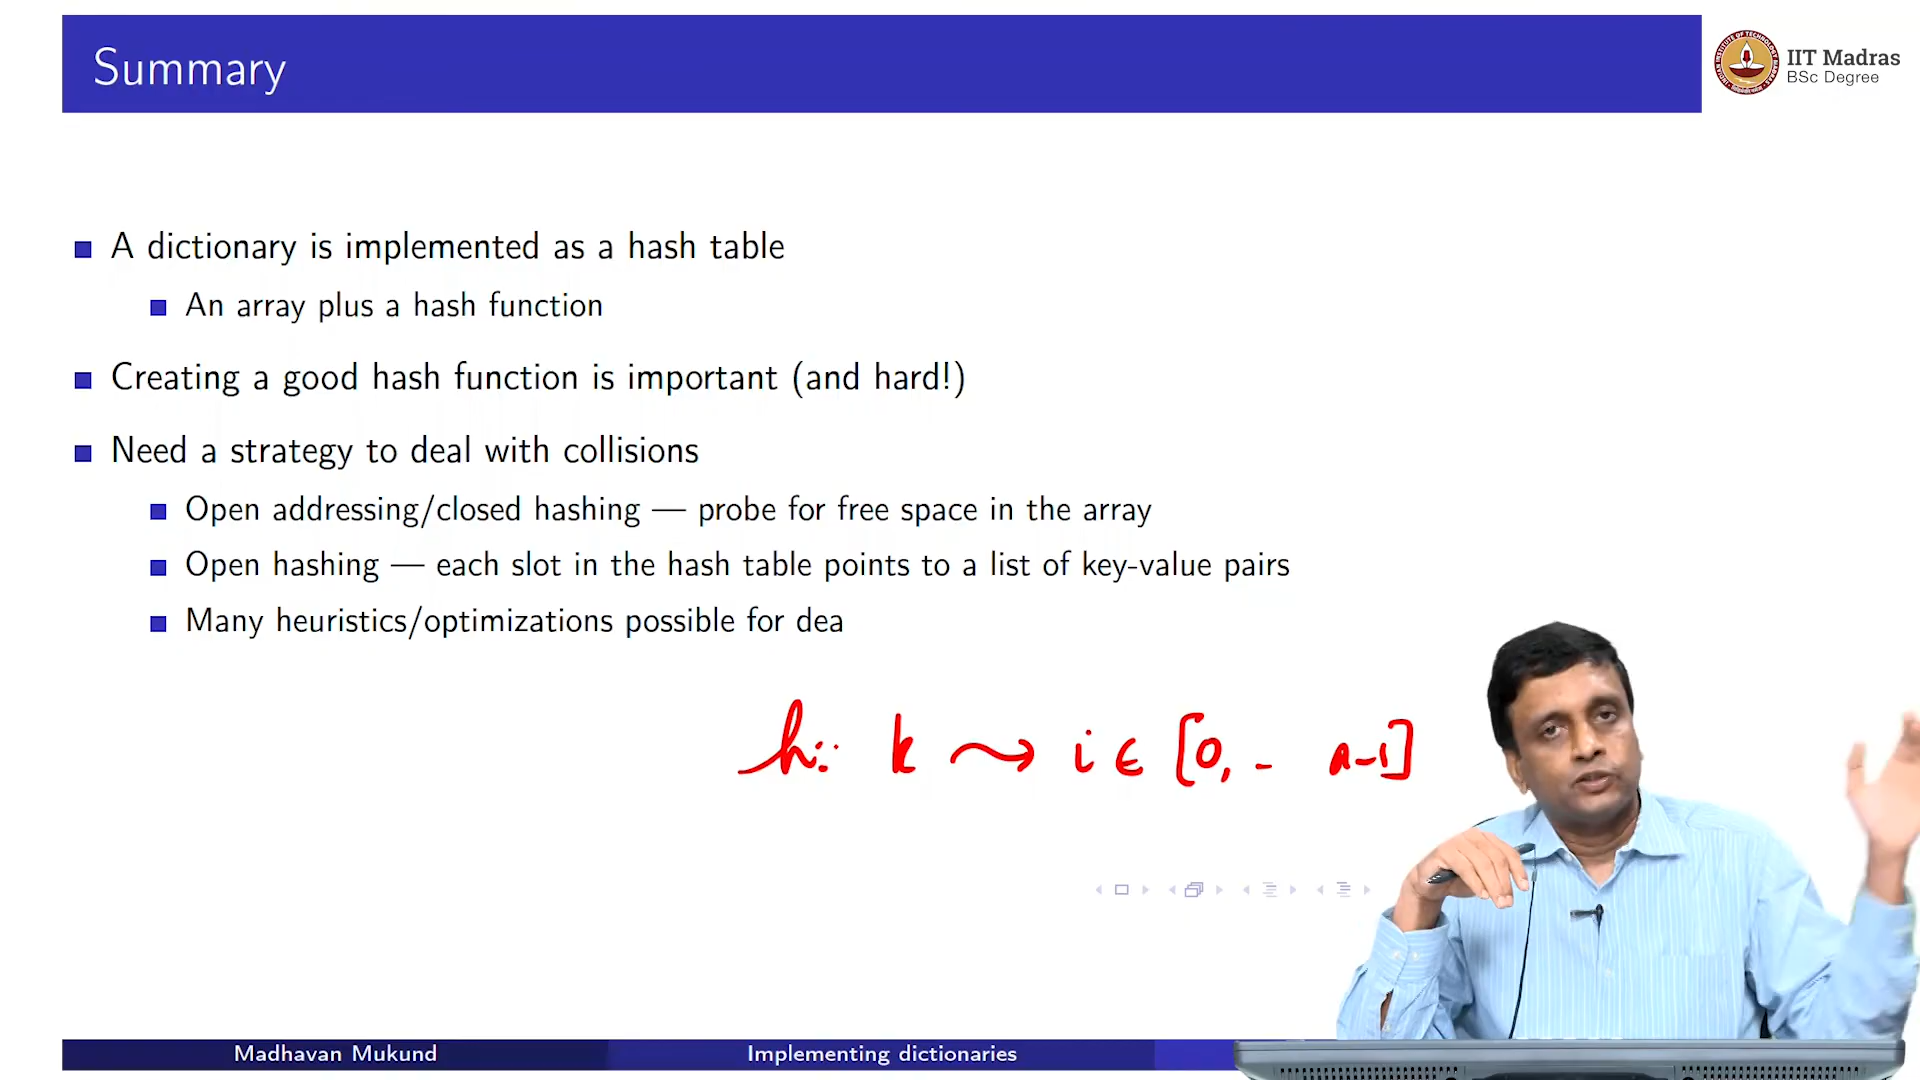 Summary
IIT Madras
BSc Degree
A dictionary is implemented as a hash table
An array plus a hash function
Creating a good hash function is important (and hard!)
Need a strategy to deal with collisions
Open addressing/closed hashing — probe for free space in the array
Open hashing — each slot in the hash table points to a list of key-value pairs
Many heuristics/optimizations possible for dea
h: k ⇝ i ∈ [0, - n-1]
Madhavan Mukund
Implementing dictionaries